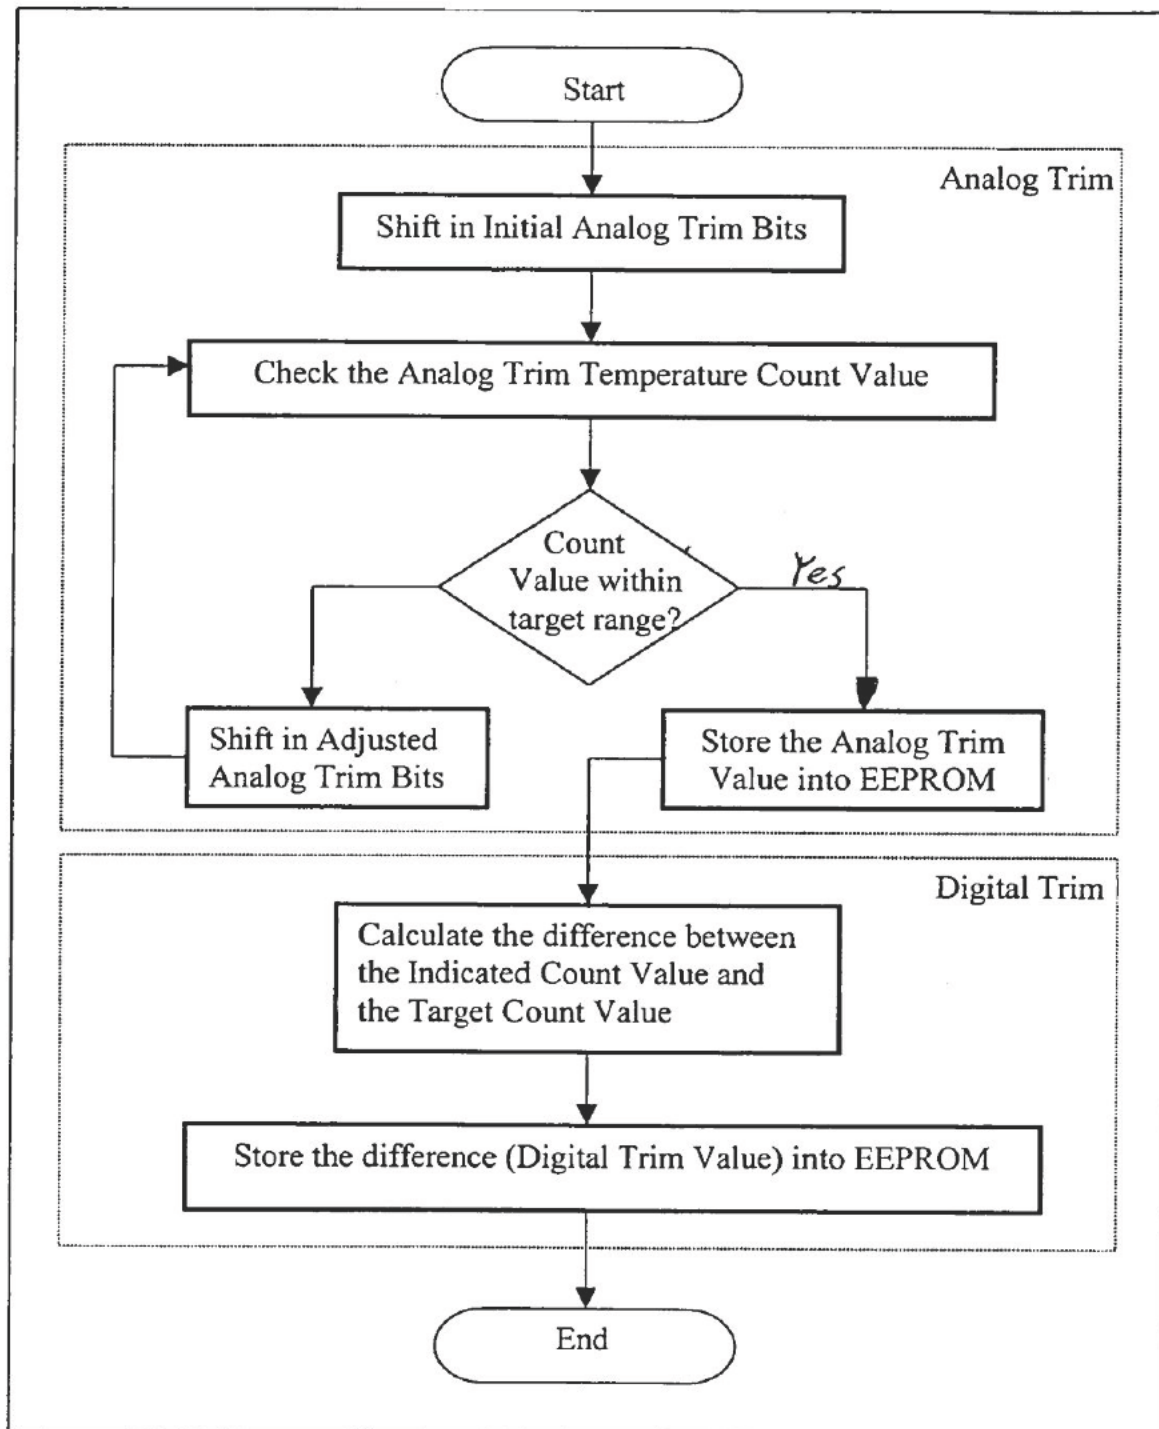 Start
Analog Trim
Shift in Initial Analog Trim Bits
Check the Analog Trim Temperature Count Value
Count
Value within
target range?
Yes
Shift in Adjusted
Analog Trim Bits
Store the Analog Trim
Value into EEPROM
Digital Trim
Calculate the difference between
the Indicated Count Value and
the Target Count Value
Store the difference (Digital Trim Value) into EEPROM
End